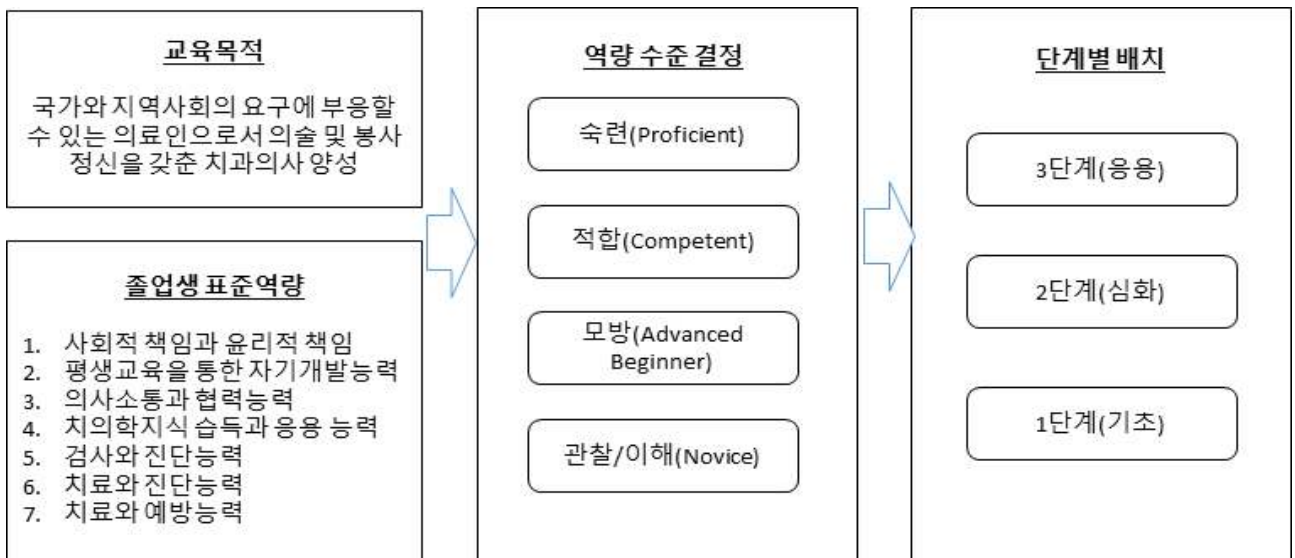 교육목적
국가와 지역사회의 요구에 부응할
수 있는 의료인으로서 의술 및 봉사
정신을 갖춘 치과의사 양성
졸업생 표준역량
1. 사회적 책임과 윤리적 책임
2. 평생교육을 통한 자기개발능력
3. 의사소통과 협력능력
4. 치의학지식 습득과 응용 능력
5. 검사와 진단능력
6. 치료와 진단능력
7. 치료와 예방능력
역량 수준 결정
숙련(Proficient)
적합(Competent)
모방(Advanced
Beginner)
관찰/이해(Novice)
단계별 배치
3단계(응용)
2단계(심화)
1단계(기초)